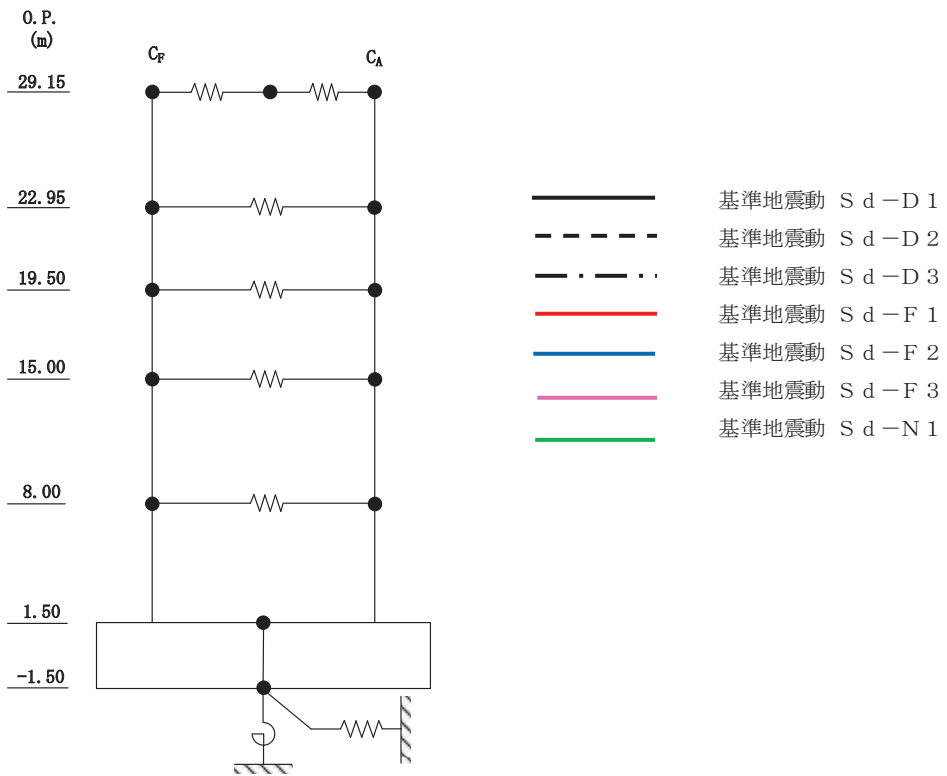 O.P.
(m)
C_F
C_A
29.15
22.95
19.50
15.00
8.00
1.50
-1.50
基準地震動 Ｓｄ－Ｄ１
基準地震動 Ｓｄ－Ｄ２
基準地震動 Ｓｄ－Ｄ３
基準地震動 Ｓｄ－Ｆ１
基準地震動 Ｓｄ－Ｆ２
基準地震動 Ｓｄ－Ｆ３
基準地震動 Ｓｄ－Ｎ１